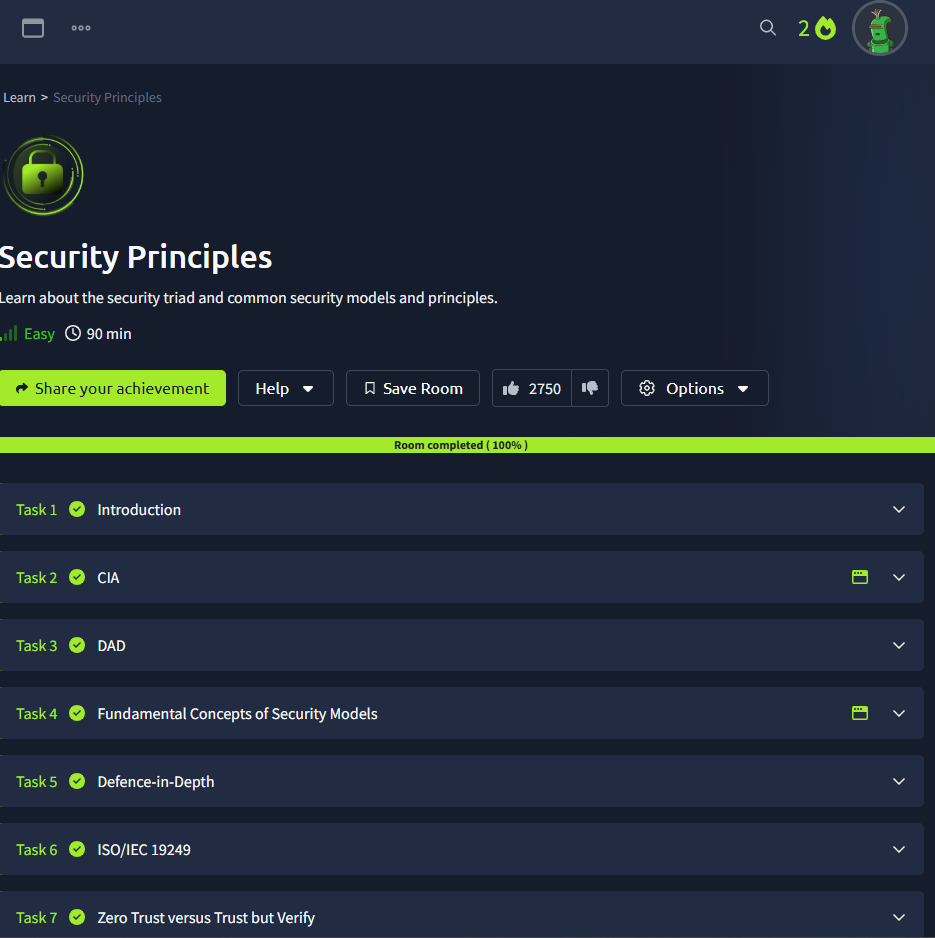 2
Learn > Security Principles
Security Principles
Learn about the security triad and common security models and principles.
Easy 90 min
Share your achievement Help Save Room 2750 Options
Room completed ( 100% )
Task 1 Introduction
Task 2 CIA
Task 3 DAD
Task 4 Fundamental Concepts of Security Models
Task 5 Defence-in-Depth
Task 6 ISO/IEC 19249
Task 7 Zero Trust versus Trust but Verify